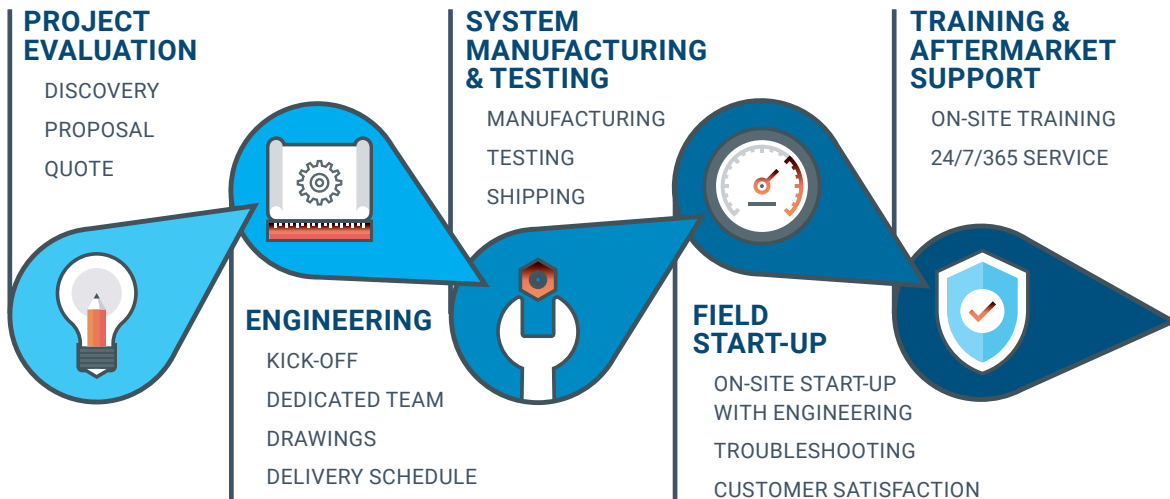 PROJECT
EVALUATION
DISCOVERY
PROPOSAL
QUOTE
ENGINEERING
KICK-OFF
DEDICATED TEAM
DRAWINGS
DELIVERY SCHEDULE
SYSTEM
MANUFACTURING
& TESTING
MANUFACTURING
TESTING
SHIPPING
FIELD
START-UP
ON-SITE START-UP
WITH ENGINEERING
TROUBLESHOOTING
CUSTOMER SATISFACTION
TRAINING &
AFTERMARKET
SUPPORT
ON-SITE TRAINING
24/7/365 SERVICE